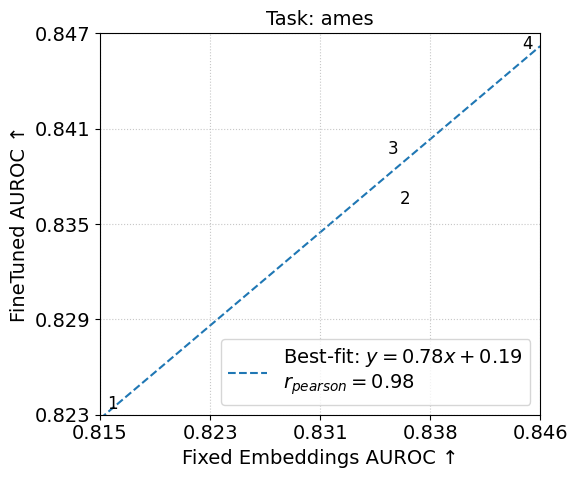 Task: ames
FineTuned AUROC ↑
0.847
0.841
0.835
0.829
0.823
4
3
2
1
Best-fit: y = 0.78x + 0.19
r_pearson = 0.98
0.815 0.823 0.831 0.838 0.846
Fixed Embeddings AUROC ↑